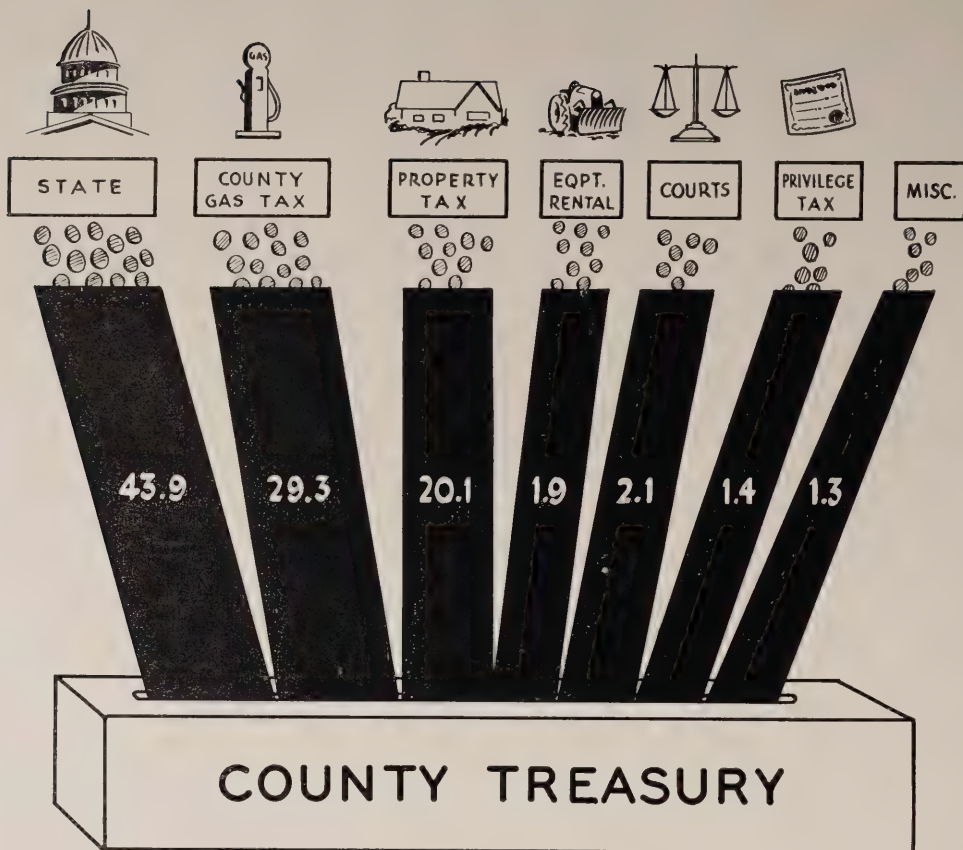 GAS
STATE
COUNTY
GAS TAX
PROPERTY
TAX
EQPT.
RENTAL
COURTS
PRIVILEGE
TAX
MISC.
43.9
29.3
20.1
1.9
2.1
1.4
1.3
COUNTY TREASURY